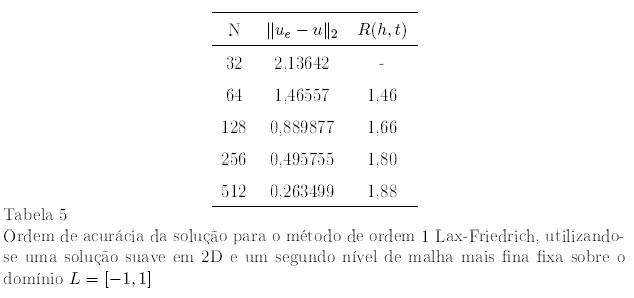 N ‖u_e − u‖_2 R(h, t)
32 2,13642 -
64 1,46557 1,46
128 0,889877 1,66
256 0,495755 1,80
512 0,263499 1,88
Tabela 5
Ordem de acurácia da solução para o método de ordem 1 Lax-Friedrich, utilizando-
se uma solução suave em 2D e um segundo nível de malha mais fina fixa sobre o
domínio L = [−1, 1]